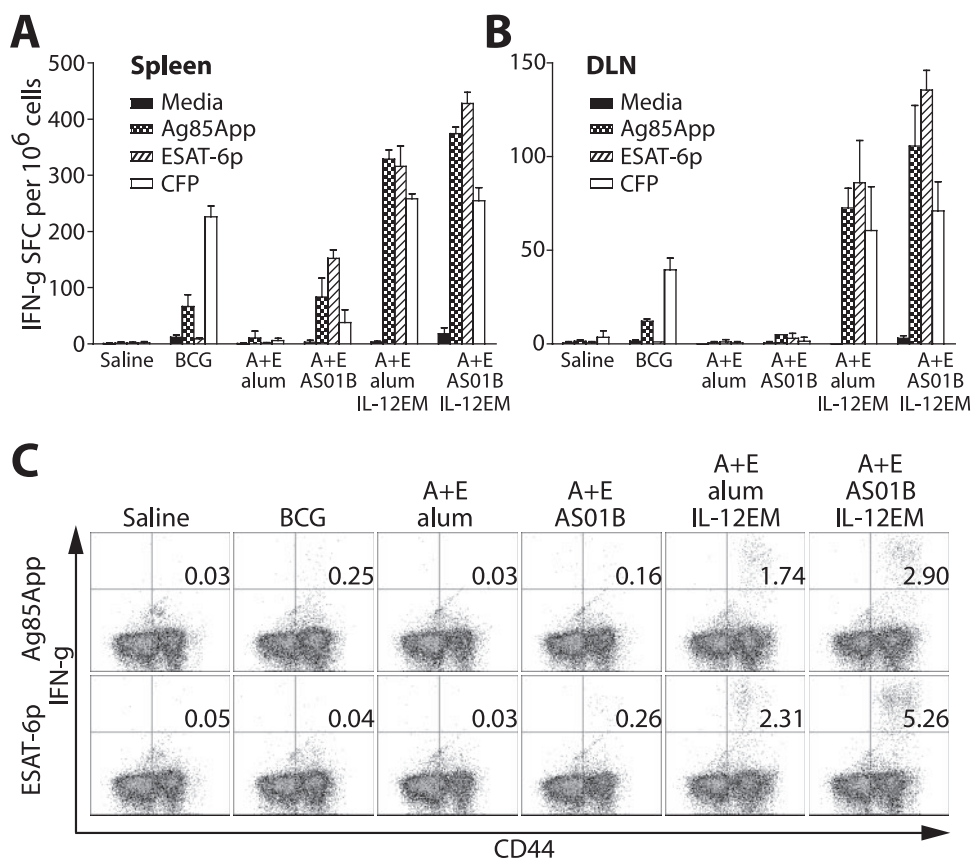 A
B
500
400
300
200
100
0
IFN-g SFC per 10⁶ cells
Spleen
Media
Ag85App
ESAT-6p
CFP
Saline
BCG
A+E
alum
A+E
AS01B
A+E
alum
IL-12EM
A+E
AS01B
IL-12EM
150
100
50
0
DLN
Media
Ag85App
ESAT-6p
CFP
Saline
BCG
A+E
alum
A+E
AS01B
A+E
alum
IL-12EM
A+E
AS01B
IL-12EM
C
Saline
BCG
A+E
alum
A+E
AS01B
A+E
alum
IL-12EM
A+E
AS01B
IL-12EM
Ag85App
0.03 0.25 0.03 0.16 1.74 2.90
IFN-g
ESAT-6p
0.05 0.04 0.03 0.26 2.31 5.26
CD44